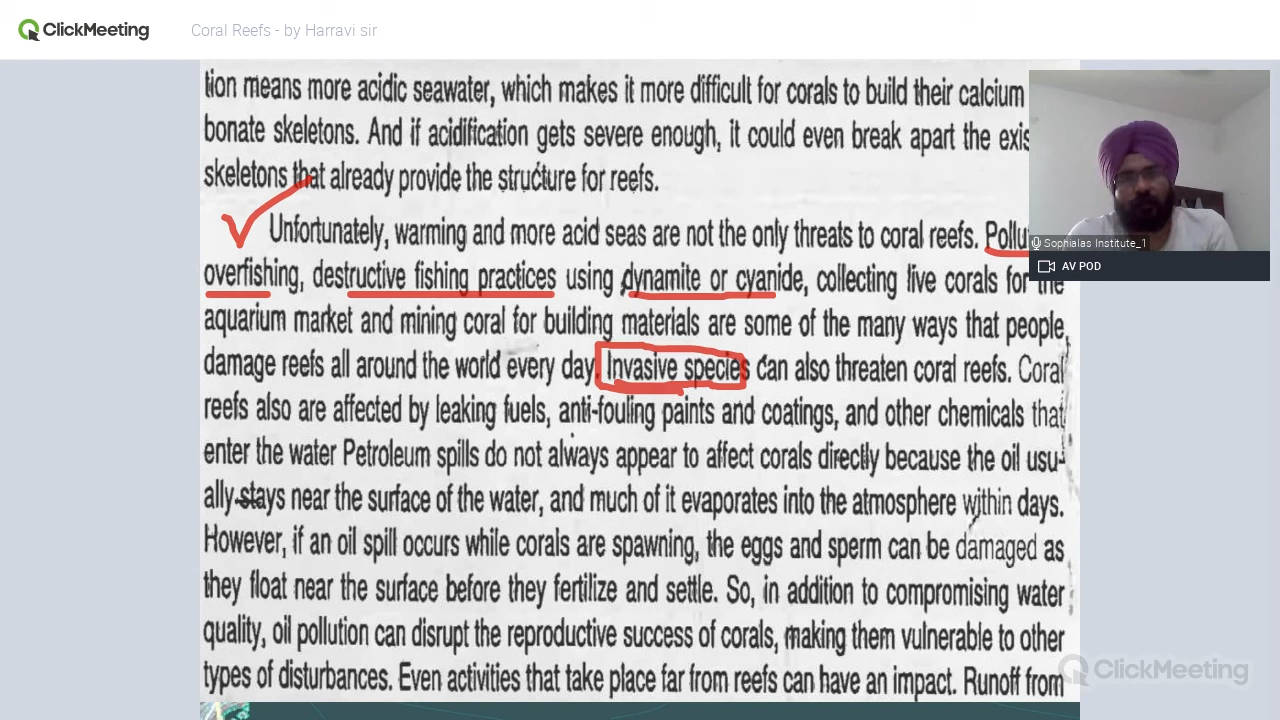 ClickMeeting
Coral Reefs - by Harravi sir
tion means more acidic seawater, which makes it more difficult for corals to build their calcium
bonate skeletons. And if acidification gets severe enough, it could even break apart the exis
skeletons that already provide the structure for reefs.
Unfortunately, warming and more acid seas are not the only threats to coral reefs. Pollu
overfishing, destructive fishing practices using dynamite or cyanide, collecting live corals for the
aquarium market and mining coral for building materials are some of the many ways that people,
damage reefs all around the world every day. Invasive species can also threaten coral reefs. Coral
reefs also are affected by leaking fuels, anti-fouling paints and coatings, and other chemicals that
enter the water Petroleum spills do not always appear to affect corals directly because the oil usu-
ally stays near the surface of the water, and much of it evaporates into the atmosphere within days.
However, if an oil spill occurs while corals are spawning, the eggs and sperm can be damaged as
they float near the surface before they fertilize and settle. So, in addition to compromising water
quality, oil pollution can disrupt the reproductive success of corals, making them vulnerable to other
types of disturbances. Even activities that take place far from reefs can have an impact. Runoff from
Sophialas Institute_1
AV POD
ClickMeeting